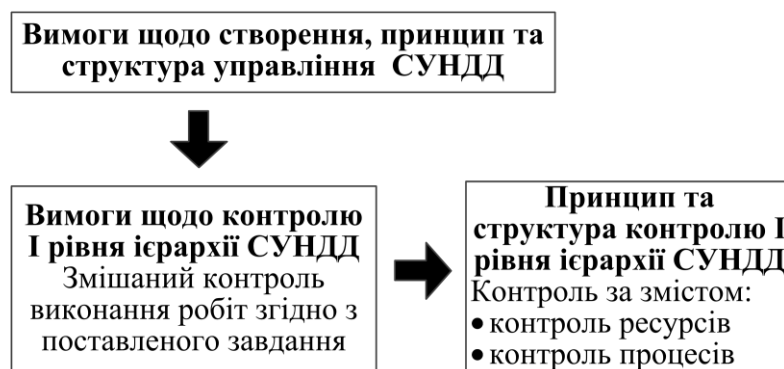 Вимоги щодо створення, принцип та
структура управління СУНДД
Вимоги щодо контролю
І рівня ієрархії СУНДД
Змішаний контроль
виконання робіт згідно з
поставленого завдання
Принцип та
структура контролю І
рівня ієрархії СУНДД
Контроль за змістом:
• контроль ресурсів
• контроль процесів